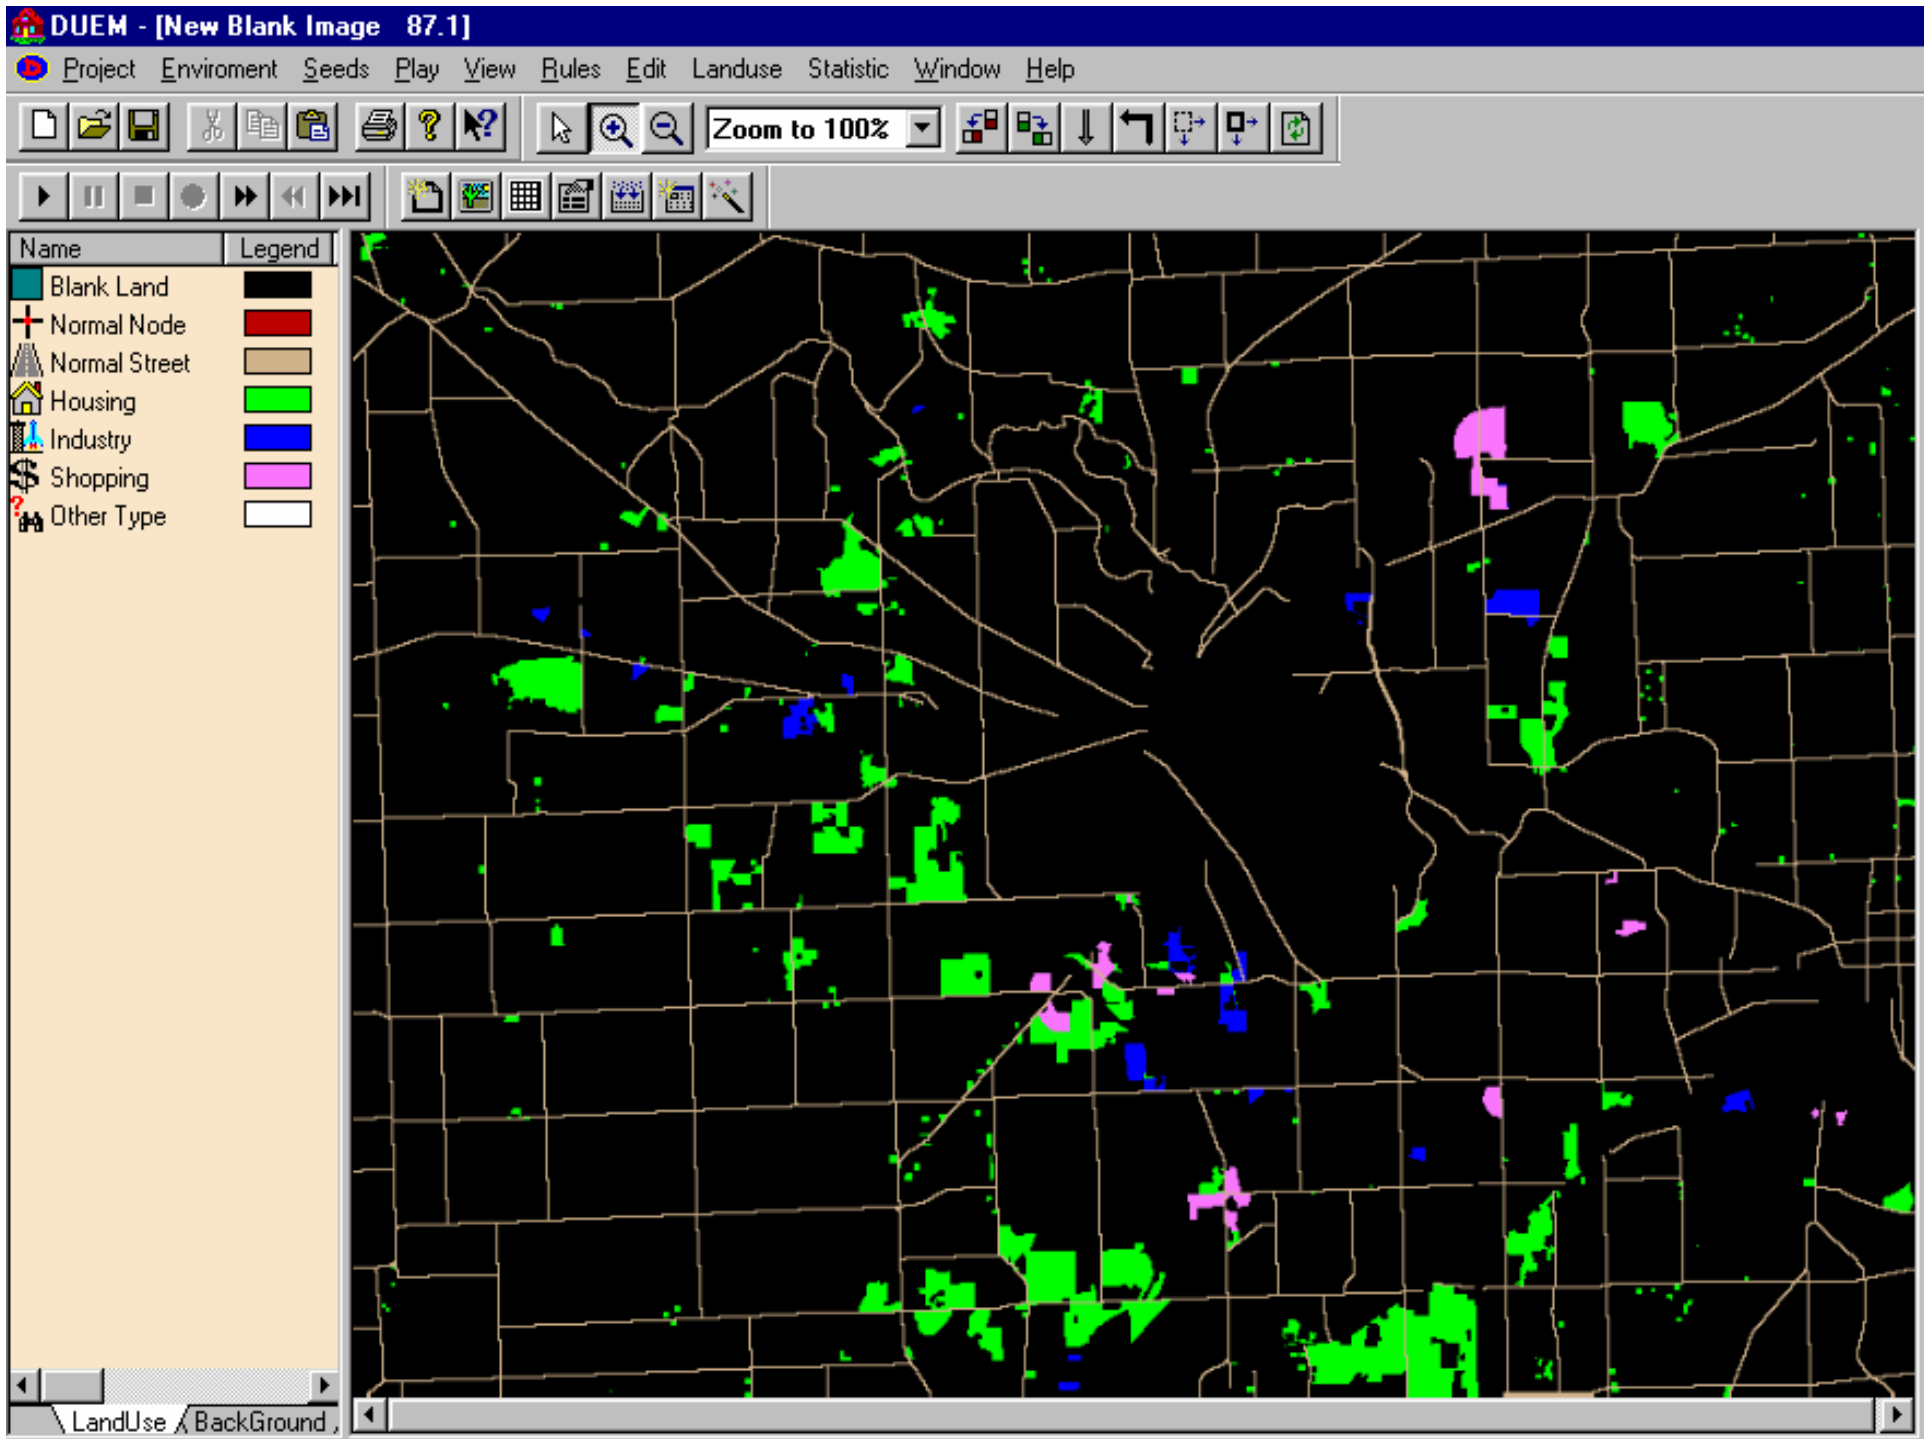 DUEM - [New Blank Image 87.1]
Project Enviroment Seeds Play View Rules Edit Landuse Statistic Window Help
Zoom to 100%
Name Legend
Blank Land
Normal Node
Normal Street
Housing
Industry
Shopping
Other Type
LandUse BackGround